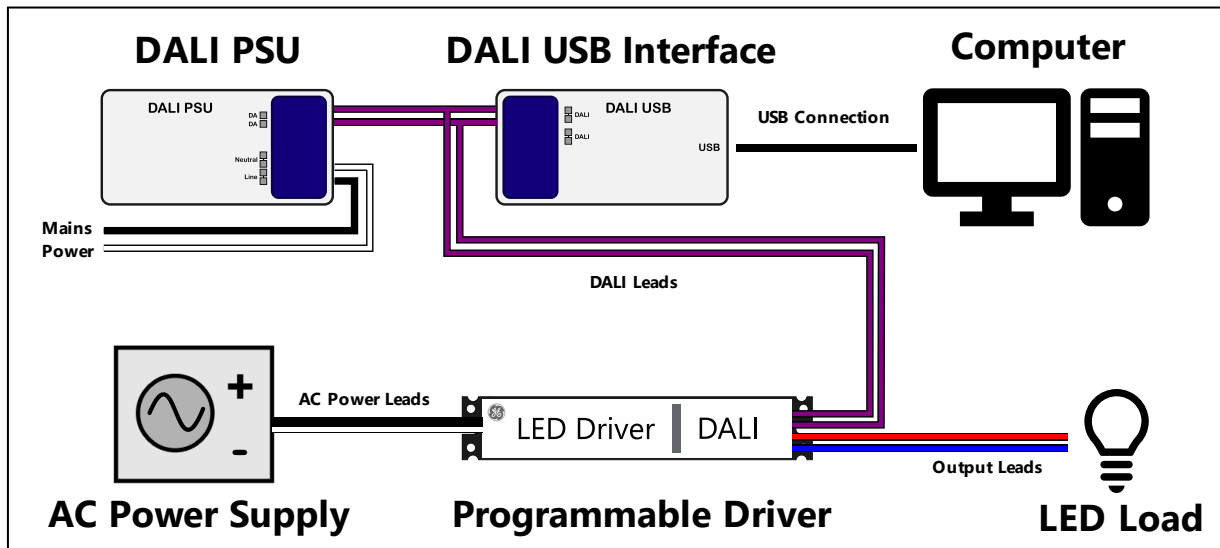 DALI PSU
DALI USB Interface
Computer
DALI PSU
DA
DA
Neutral
Line
DALI USB
DALI
DALI
USB
USB Connection
Mains
Power
DALI Leads
AC Power Leads
+
-
GE
LED Driver
DALI
Output Leads
AC Power Supply
Programmable Driver
LED Load